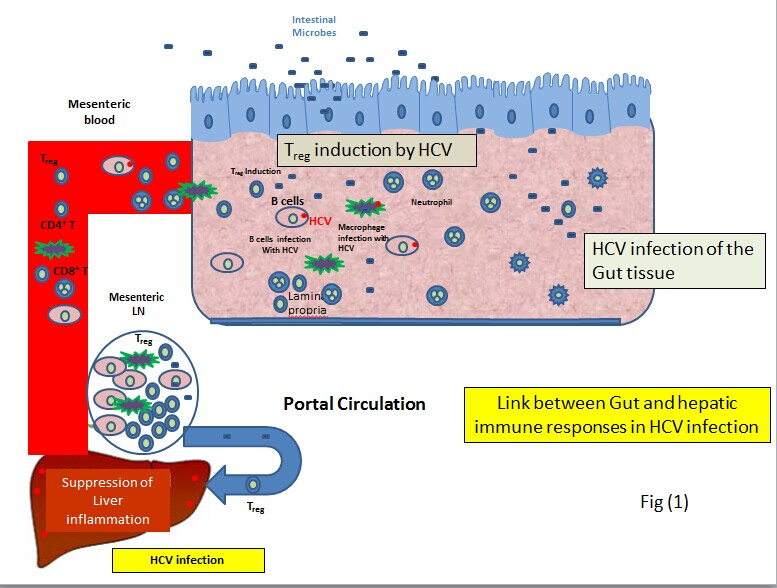 Intestinal
Microbes
Mesenteric
blood
Treg induction by HCV
Treg
Treg Induction
B cells
HCV
Neutrophil
CD4+ T
Macrophage
infection with
HCV
B cells infection
With HCV
HCV infection of the
Gut tissue
CD8+ T
Lamina
propria
Mesenteric
LN
Treg
Portal Circulation
Link between Gut and hepatic
immune responses in HCV infection
Suppression of
Liver
inflammation
Treg
Fig (1)
HCV infection